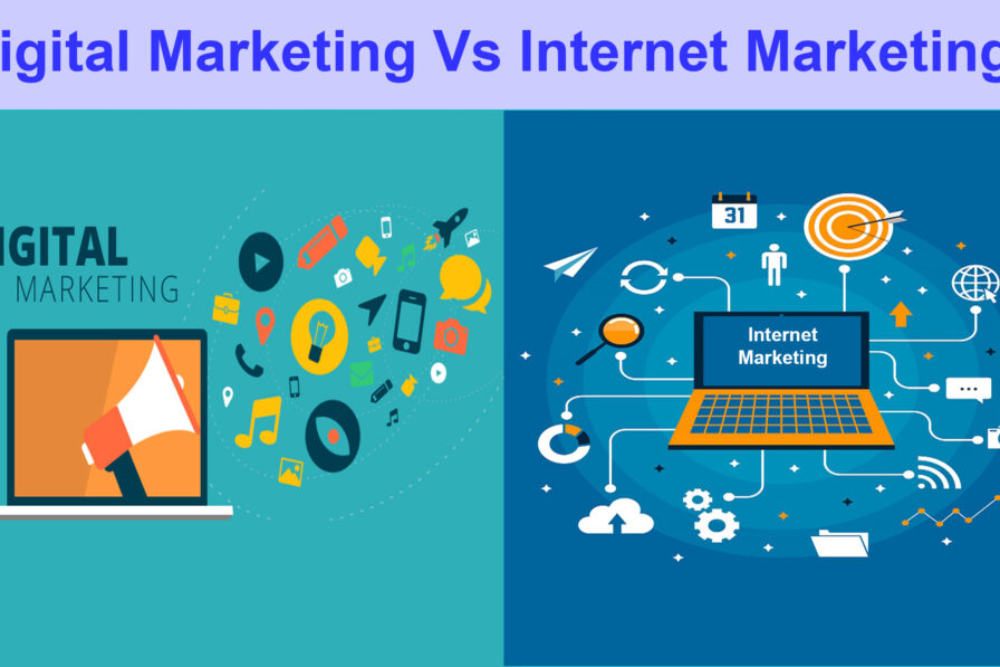 igital Marketing Vs Internet Marketing
IGITAL
MARKETING
31
Internet
Marketing